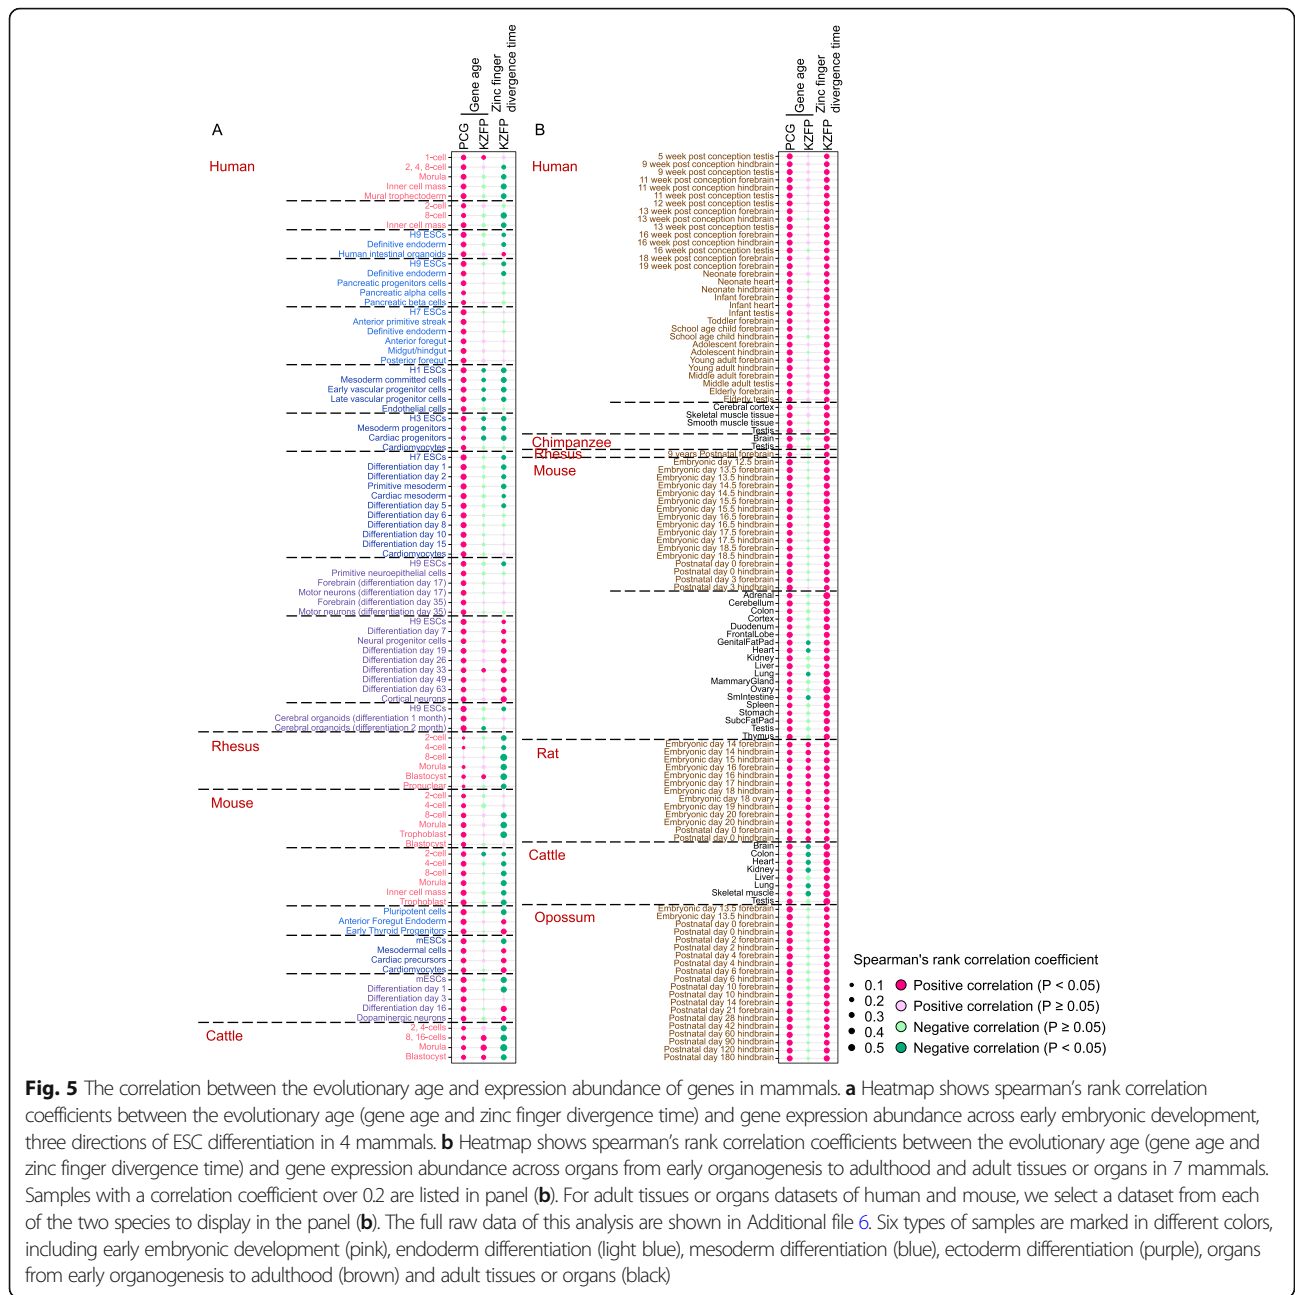 A
PCG
KZFP
KZFP
Gene age
Zinc finger
divergence time
Human
1-cell
2, 4, 8-cell
Morula
Inner cell mass
Mural trophectoderm
2-cell
8-cell
Inner cell mass
H9 ESCs
Definitive endoderm
Human intestinal organoids
H9 ESCs
Definitive endoderm
Pancreatic progenitors cells
Pancreatic alpha cells
Pancreatic beta cells
H7 ESCs
Anterior primitive streak
Definitive endoderm
Anterior foregut
Midgut/hindgut
Posterior foregut
H1 ESCs
Mesoderm committed cells
Early vascular progenitor cells
Late vascular progenitor cells
Endothelial cells
H3 ESCs
Mesoderm progenitors
Cardiac progenitors
Cardiomyocytes
H7 ESCs
Differentiation day 1
Differentiation day 2
Primitive mesoderm
Cardiac mesoderm
Differentiation day 5
Differentiation day 6
Differentiation day 8
Differentiation day 10
Differentiation day 15
Cardiomyocytes
H9 ESCs
Primitive neuroepithelial cells
Forebrain (differentiation day 17)
Motor neurons (differentiation day 17)
Forebrain (differentiation day 35)
Motor neurons (differentiation day 35)
H9 ESCs
Differentiation day 7
Neural progenitor cells
Differentiation day 19
Differentiation day 26
Differentiation day 33
Differentiation day 49
Differentiation day 63
Cortical neurons
H9 ESCs
Cerebral organoids (differentiation 1 month)
Cerebral organoids (differentiation 2 month)
Rhesus
2-cell
4-cell
8-cell
Morula
Blastocyst
Pronuclear
Mouse
2-cell
4-cell
8-cell
Morula
Trophoblast
Blastocyst
2-cell
4-cell
8-cell
Morula
Inner cell mass
Trophoblast
Pluripotent cells
Anterior Foregut Endoderm
Early Thyroid Progenitors
mESCs
Mesodermal cells
Cardiac precursors
Cardiomyocytes
mESCs
Differentiation day 1
Differentiation day 3
Differentiation day 16
Dopaminergic neurons
Cattle
2, 4-cells
8, 16-cells
Morula
Blastocyst
B
PCG
KZFP
KZFP
Gene age
Zinc finger
divergence time
Human
5 week post conception testis
9 week post conception hindbrain
9 week post conception testis
11 week post conception forebrain
11 week post conception hindbrain
11 week post conception testis
12 week post conception testis
13 week post conception forebrain
13 week post conception hindbrain
13 week post conception testis
16 week post conception forebrain
16 week post conception hindbrain
16 week post conception testis
18 week post conception forebrain
19 week post conception forebrain
Neonate forebrain
Neonate heart
Neonate hindbrain
Infant forebrain
Infant heart
Infant testis
Toddler forebrain
School age child forebrain
School age child hindbrain
Adolescent forebrain
Adolescent hindbrain
Young adult forebrain
Young adult hindbrain
Middle adult forebrain
Middle adult testis
Elderly forebrain
Elderly testis
Cerebral cortex
Skeletal muscle tissue
Smooth muscle tissue
Testis
Chimpanzee
Brain
Testis
Rhesus
9 years Postnatal forebrain
Mouse
Embryonic day 12.5 brain
Embryonic day 13.5 forebrain
Embryonic day 13.5 hindbrain
Embryonic day 14.5 forebrain
Embryonic day 14.5 hindbrain
Embryonic day 15.5 forebrain
Embryonic day 15.5 hindbrain
Embryonic day 16.5 forebrain
Embryonic day 16.5 hindbrain
Embryonic day 17.5 forebrain
Embryonic day 17.5 hindbrain
Embryonic day 18.5 forebrain
Embryonic day 18.5 hindbrain
Postnatal day 0 forebrain
Postnatal day 0 hindbrain
Postnatal day 3 forebrain
Postnatal day 3 hindbrain
Adrenal
Cerebellum
Colon
Cortex
Duodenum
FrontalLobe
GenitalFatPad
Heart
Kidney
Liver
Lung
MammaryGland
Ovary
SmIntestine
Spleen
Stomach
SubcFatPad
Testis
Thymus
Rat
Embryonic day 14 forebrain
Embryonic day 14 hindbrain
Embryonic day 15 hindbrain
Embryonic day 16 forebrain
Embryonic day 16 hindbrain
Embryonic day 17 hindbrain
Embryonic day 18 hindbrain
Embryonic day 18 ovary
Embryonic day 19 hindbrain
Embryonic day 20 forebrain
Embryonic day 20 hindbrain
Postnatal day 0 forebrain
Postnatal day 0 hindbrain
Cattle
Brain
Colon
Heart
Kidney
Liver
Lung
Skeletal muscle
Testis
Opossum
Embryonic day 13.5 forebrain
Embryonic day 13.5 hindbrain
Postnatal day 0 forebrain
Postnatal day 0 hindbrain
Postnatal day 2 forebrain
Postnatal day 2 hindbrain
Postnatal day 4 forebrain
Postnatal day 4 hindbrain
Postnatal day 6 forebrain
Postnatal day 6 hindbrain
Postnatal day 10 forebrain
Postnatal day 10 hindbrain
Postnatal day 14 forebrain
Postnatal day 21 forebrain
Postnatal day 28 hindbrain
Postnatal day 42 hindbrain
Postnatal day 60 hindbrain
Postnatal day 90 hindbrain
Postnatal day 120 hindbrain
Postnatal day 180 hindbrain
Spearman's rank correlation coefficient
0.1
0.2
0.3
0.4
0.5
Positive correlation (P < 0.05)
Positive correlation (P ≥ 0.05)
Negative correlation (P ≥ 0.05)
Negative correlation (P < 0.05)
Fig. 5 The correlation between the evolutionary age and expression abundance of genes in mammals. a Heatmap shows spearman's rank correlation
coefficients between the evolutionary age (gene age and zinc finger divergence time) and gene expression abundance across early embryonic development,
three directions of ESC differentiation in 4 mammals. b Heatmap shows spearman's rank correlation coefficients between the evolutionary age (gene age and
zinc finger divergence time) and gene expression abundance across organs from early organogenesis to adulthood and adult tissues or organs in 7 mammals.
Samples with a correlation coefficient over 0.2 are listed in panel (b). For adult tissues or organs datasets of human and mouse, we select a dataset from each
of the two species to display in the panel (b). The full raw data of this analysis are shown in Additional file 6. Six types of samples are marked in different colors,
including early embryonic development (pink), endoderm differentiation (light blue), mesoderm differentiation (blue), ectoderm differentiation (purple), organs
from early organogenesis to adulthood (brown) and adult tissues or organs (black)